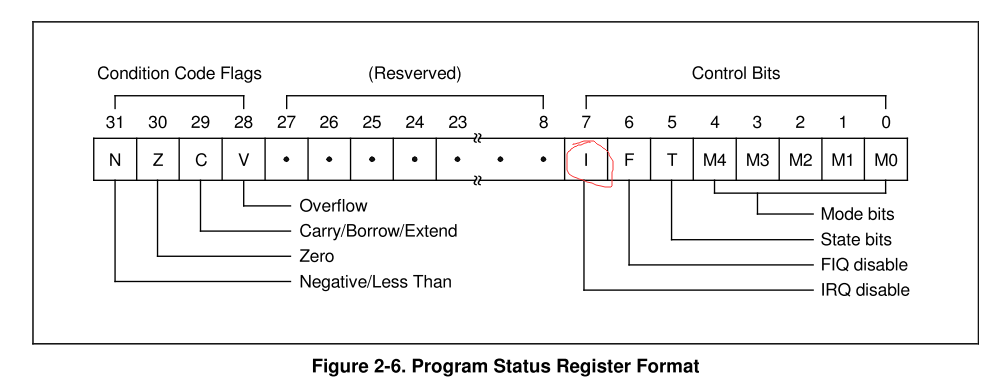 Condition Code Flags (Resverved) Control Bits
31 30 29 28 27 26 25 24 23 8 7 6 5 4 3 2 1 0
N Z C V • • • • • • • I F T M4 M3 M2 M1 M0
Overflow
Carry/Borrow/Extend
Zero
Negative/Less Than
Mode bits
State bits
FIQ disable
IRQ disable
Figure 2-6. Program Status Register Format